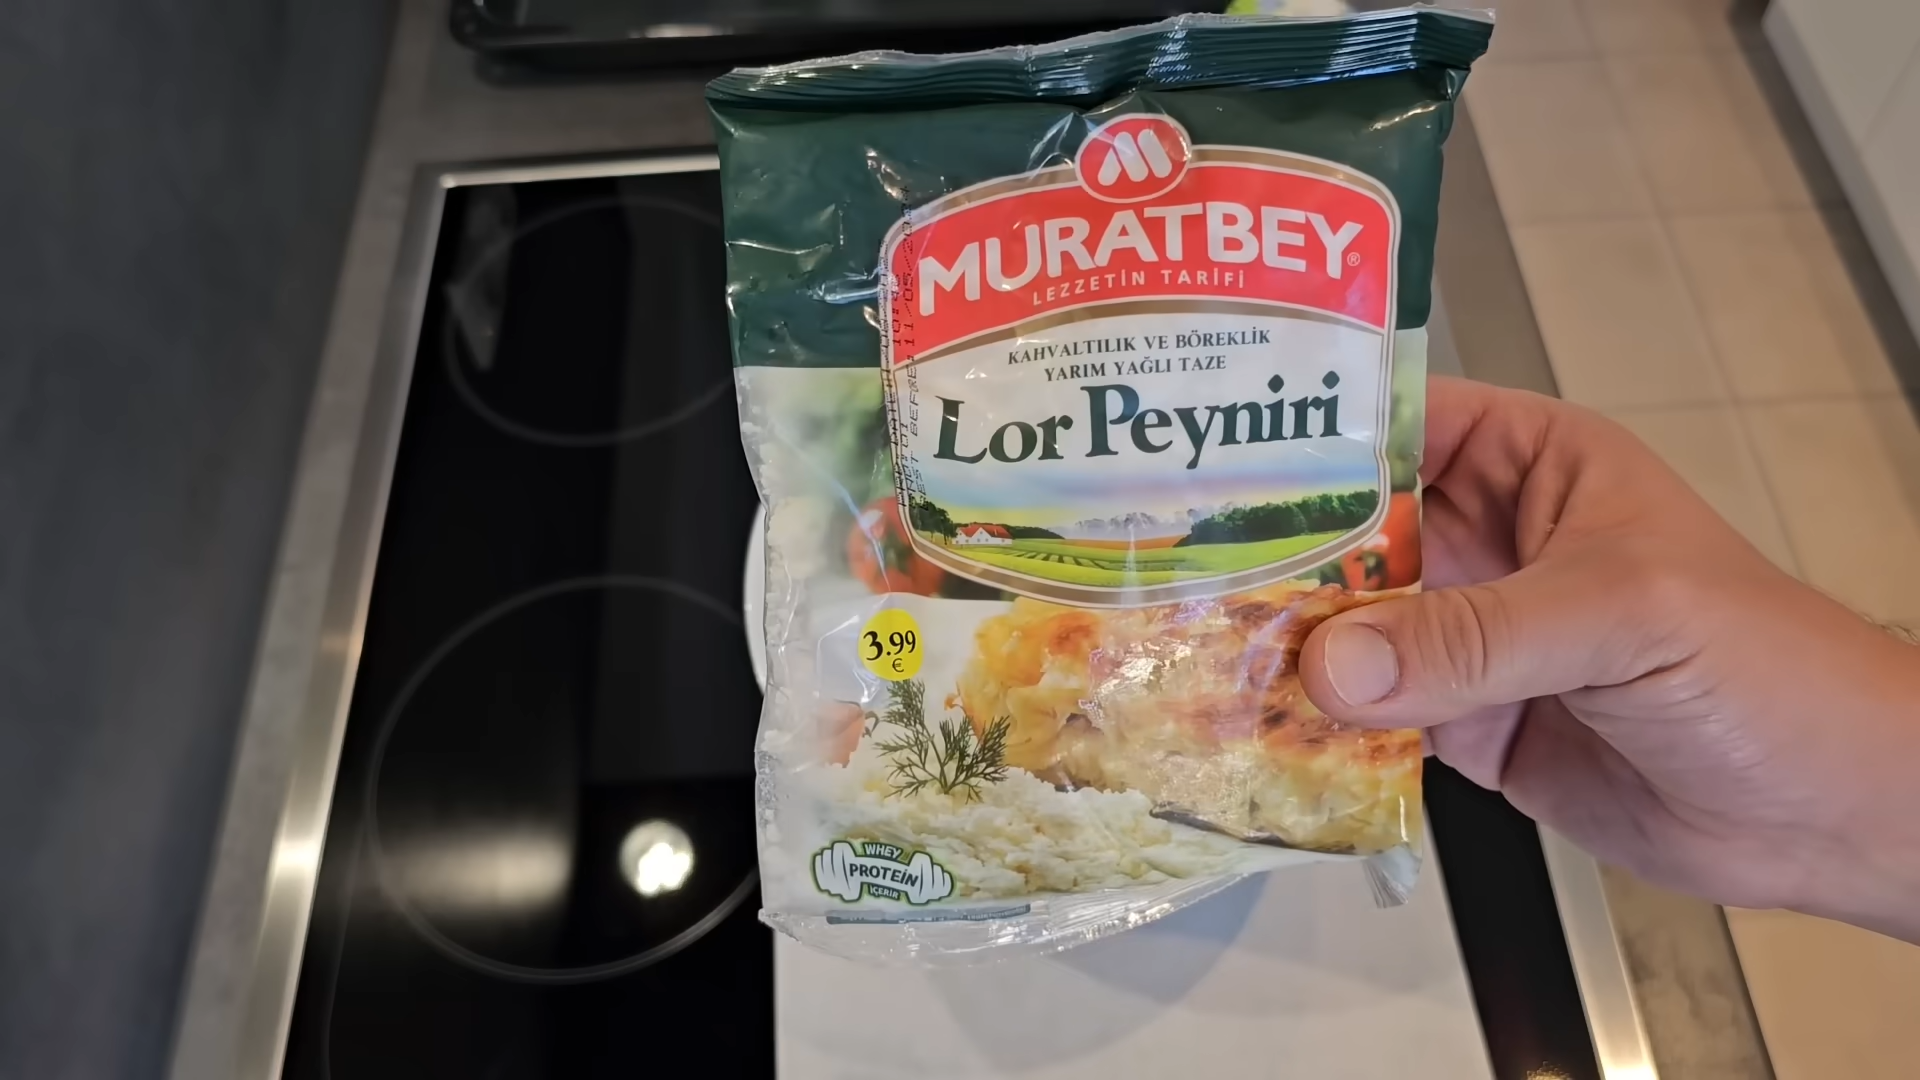 MURATBEY®
LEZZETİN TARİFİ
KAHVALTILIK VE BÖREKLİK
YARIM YAĞLI TAZE
Lor Peyniri
3.99
€
WHEY
PROTEİN
İÇERİR